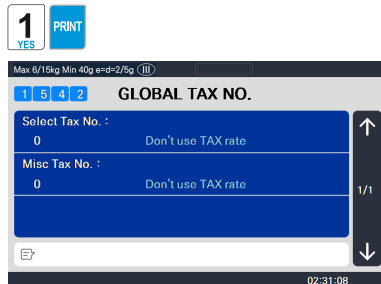 1
YES
PRINT
Max 6/15kg Min 40g e=d=2/5g III
1 5 4 2 GLOBAL TAX NO.
Select Tax No. :
0 Don't use TAX rate
Misc Tax No. :
0 Don't use TAX rate
1/1
02:31:08